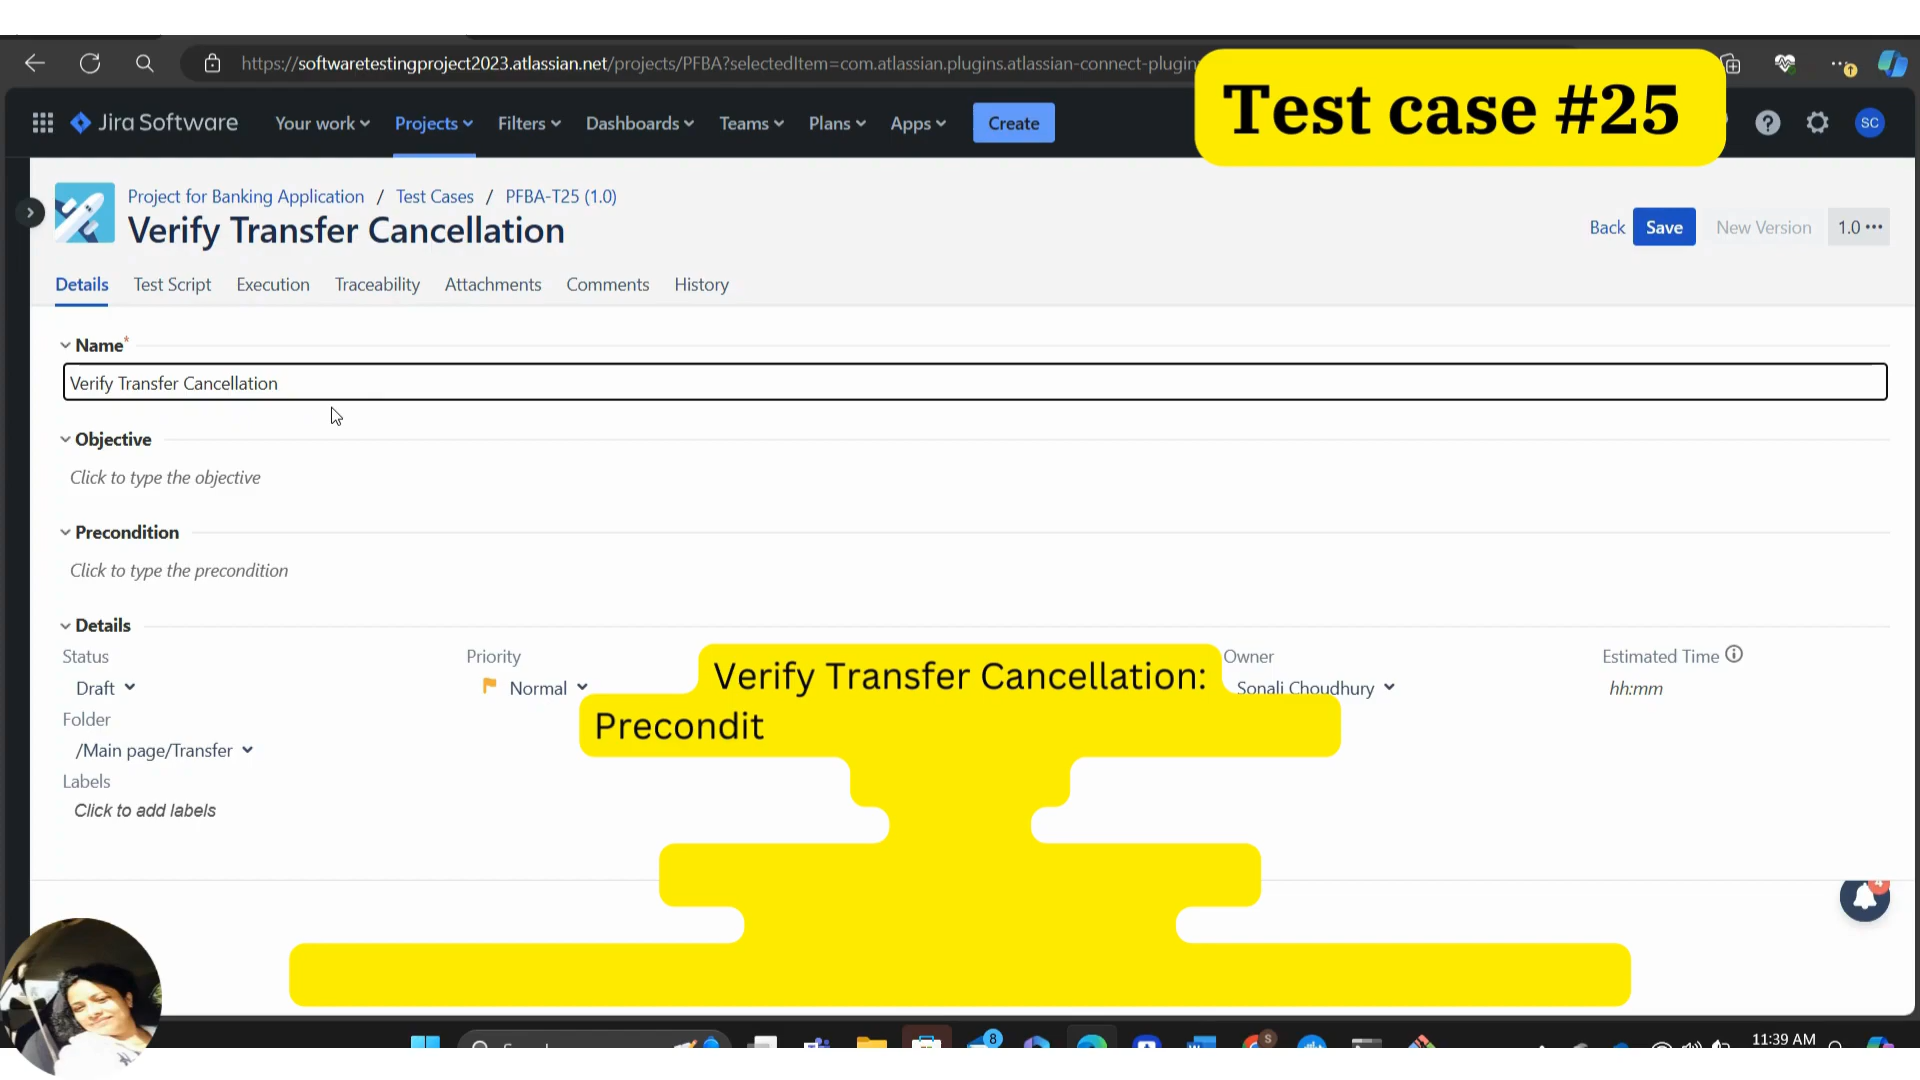 https://softwaretestingproject2023.atlassian.net/projects/PFBA?selectedItem=com.atlassian.plugins.atlassian-connect-plugin
Test case #25
Jira Software
Your work
Projects
Filters
Dashboards
Teams
Plans
Apps
Create
SC
Project for Banking Application / Test Cases / PFBA-T25 (1.0)
Verify Transfer Cancellation
Back
Save
New Version
1.0
Details
Test Script
Execution
Traceability
Attachments
Comments
History
Name*
Verify Transfer Cancellation
Objective
Click to type the objective
Precondition
Click to type the precondition
Details
Status
Priority
Owner
Estimated Time
Draft
Normal
Sonali Choudhury
hh:mm
Folder
/Main page/Transfer
Labels
Click to add labels
Verify Transfer Cancellation:
Precondit
4
8
S
11:39 AM